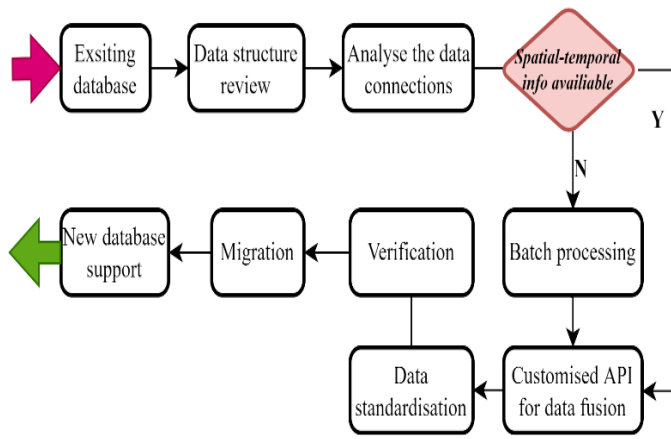 Exsiting
database
Data structure
review
Analyse the data
connections
Spatial-temporal
info availiable
Y
N
New database
support
Migration
Verification
Batch processing
Data
standardisation
Customised API
for data fusion